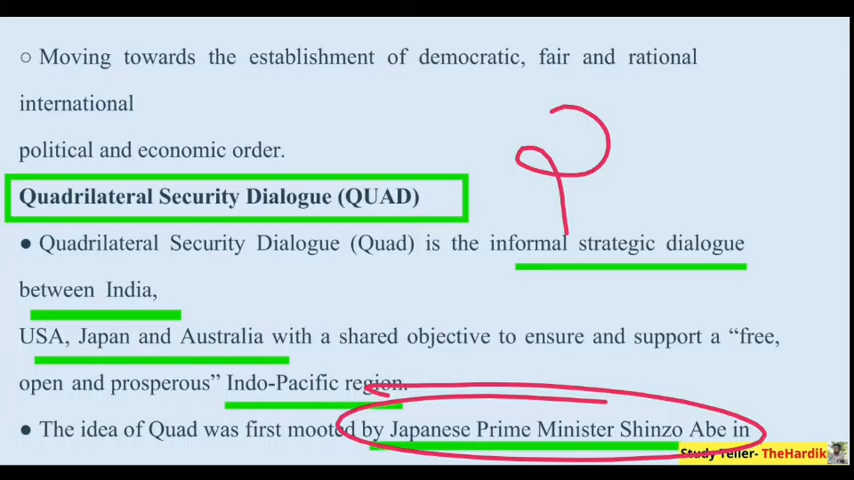 ○ Moving towards the establishment of democratic, fair and rational
international
political and economic order.
Quadrilateral Security Dialogue (QUAD)
● Quadrilateral Security Dialogue (Quad) is the informal strategic dialogue
between India,
USA, Japan and Australia with a shared objective to ensure and support a “free,
open and prosperous” Indo-Pacific region.
● The idea of Quad was first mooted by Japanese Prime Minister Shinzo Abe in
Study Teller- TheHardik